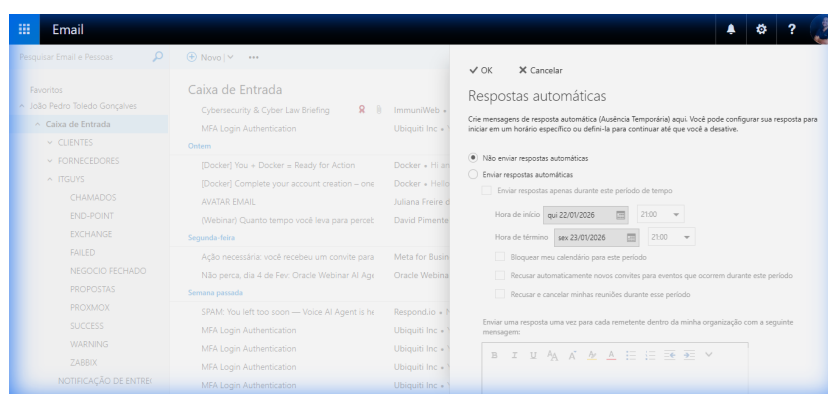 Email
?
Pesquisar Email e Pessoas
Novo
Favoritos
João Pedro Toledo Gonçalves
Caixa de Entrada
CLIENTES
FORNECEDORES
ITGUYS
CHAMADOS
END-POINT
EXCHANGE
FAILED
NEGOCIO FECHADO
PROPOSTAS
PROXMOX
SUCCESS
WARNING
ZABBIX
NOTIFICAÇÃO DE ENTRE
Caixa de Entrada
Cybersecurity & Cyber Law Briefing ImmuniWeb •
MFA Login Authentication Ubiquiti Inc •
Ontem
[Docker] You + Docker = Ready for Action Docker • Hi an
[Docker] Complete your account creation – one Docker • Hello
AVATAR EMAIL Juliana Freire d
(Webinar) Quanto tempo você leva para percel David Pimente
Segunda-feira
Ação necessária: você recebeu um convite para Meta for Busin
Não perca, dia 4 de Fev: Oracle Webinar AI Age Oracle Webina
Semana passada
SPAM: You left too soon — Voice AI Agent is he Respond.io •
MFA Login Authentication Ubiquiti Inc •
MFA Login Authentication Ubiquiti Inc •
MFA Login Authentication Ubiquiti Inc •
MFA Login Authentication Ubiquiti Inc •
OK Cancelar
Respostas automáticas
Crie mensagens de resposta automática (Ausência Temporária) aqui. Você pode configurar sua resposta para
iniciar em um horário específico ou defini-la para continuar até que você a desative.
Não enviar respostas automáticas
Enviar respostas automáticas
Enviar respostas apenas durante este período de tempo
Hora de início qui 22/01/2026 21:00
Hora de término sex 23/01/2026 21:00
Bloquear meu calendário para este período
Recusar automaticamente novos convites para eventos que ocorrem durante este período
Recusar e cancelar minhas reuniões durante esse período
Enviar uma resposta uma vez para cada remetente dentro da minha organização com a seguinte
mensagem:
B I U